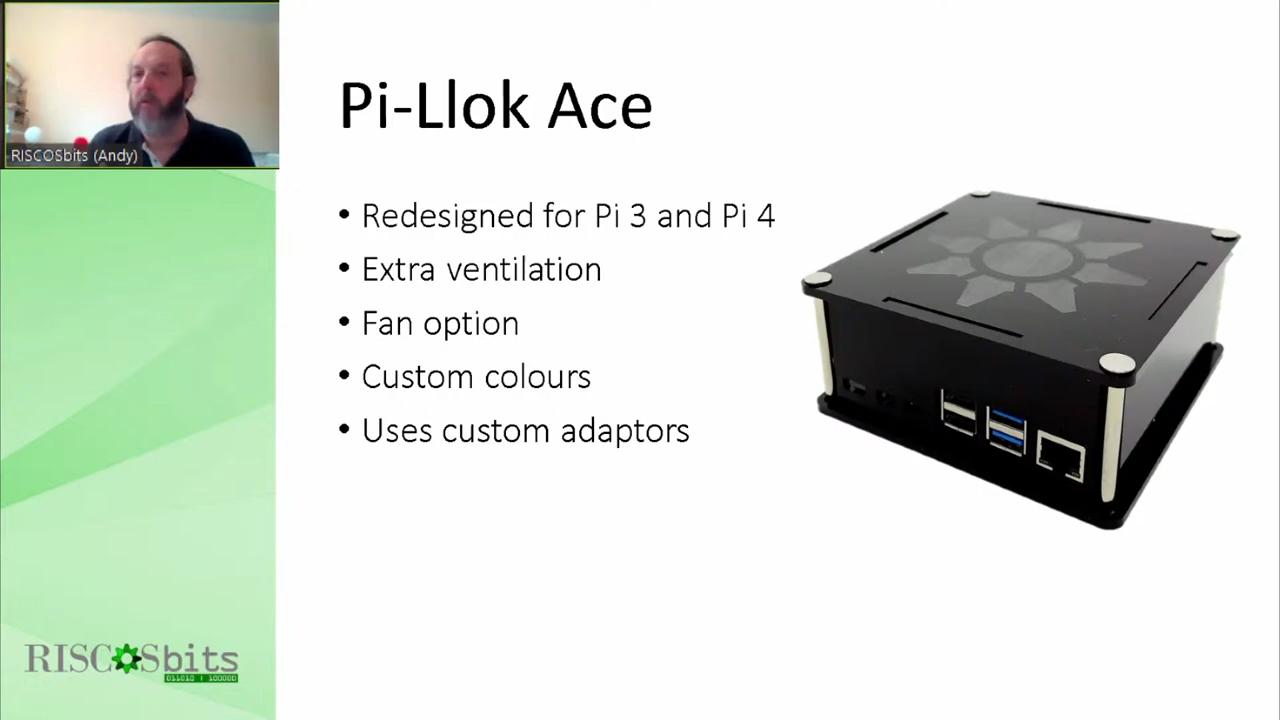 RISCOSbits (Andy)
Pi-Llok Ace
• Redesigned for Pi 3 and Pi 4
• Extra ventilation
• Fan option
• Custom colours
• Uses custom adaptors
RISCOSbits